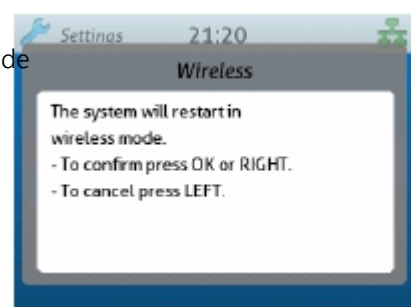 Settings 21:20
de
Wireless
The system will restart in
wireless mode.
- To confirm press OK or RIGHT.
- To cancel press LEFT.